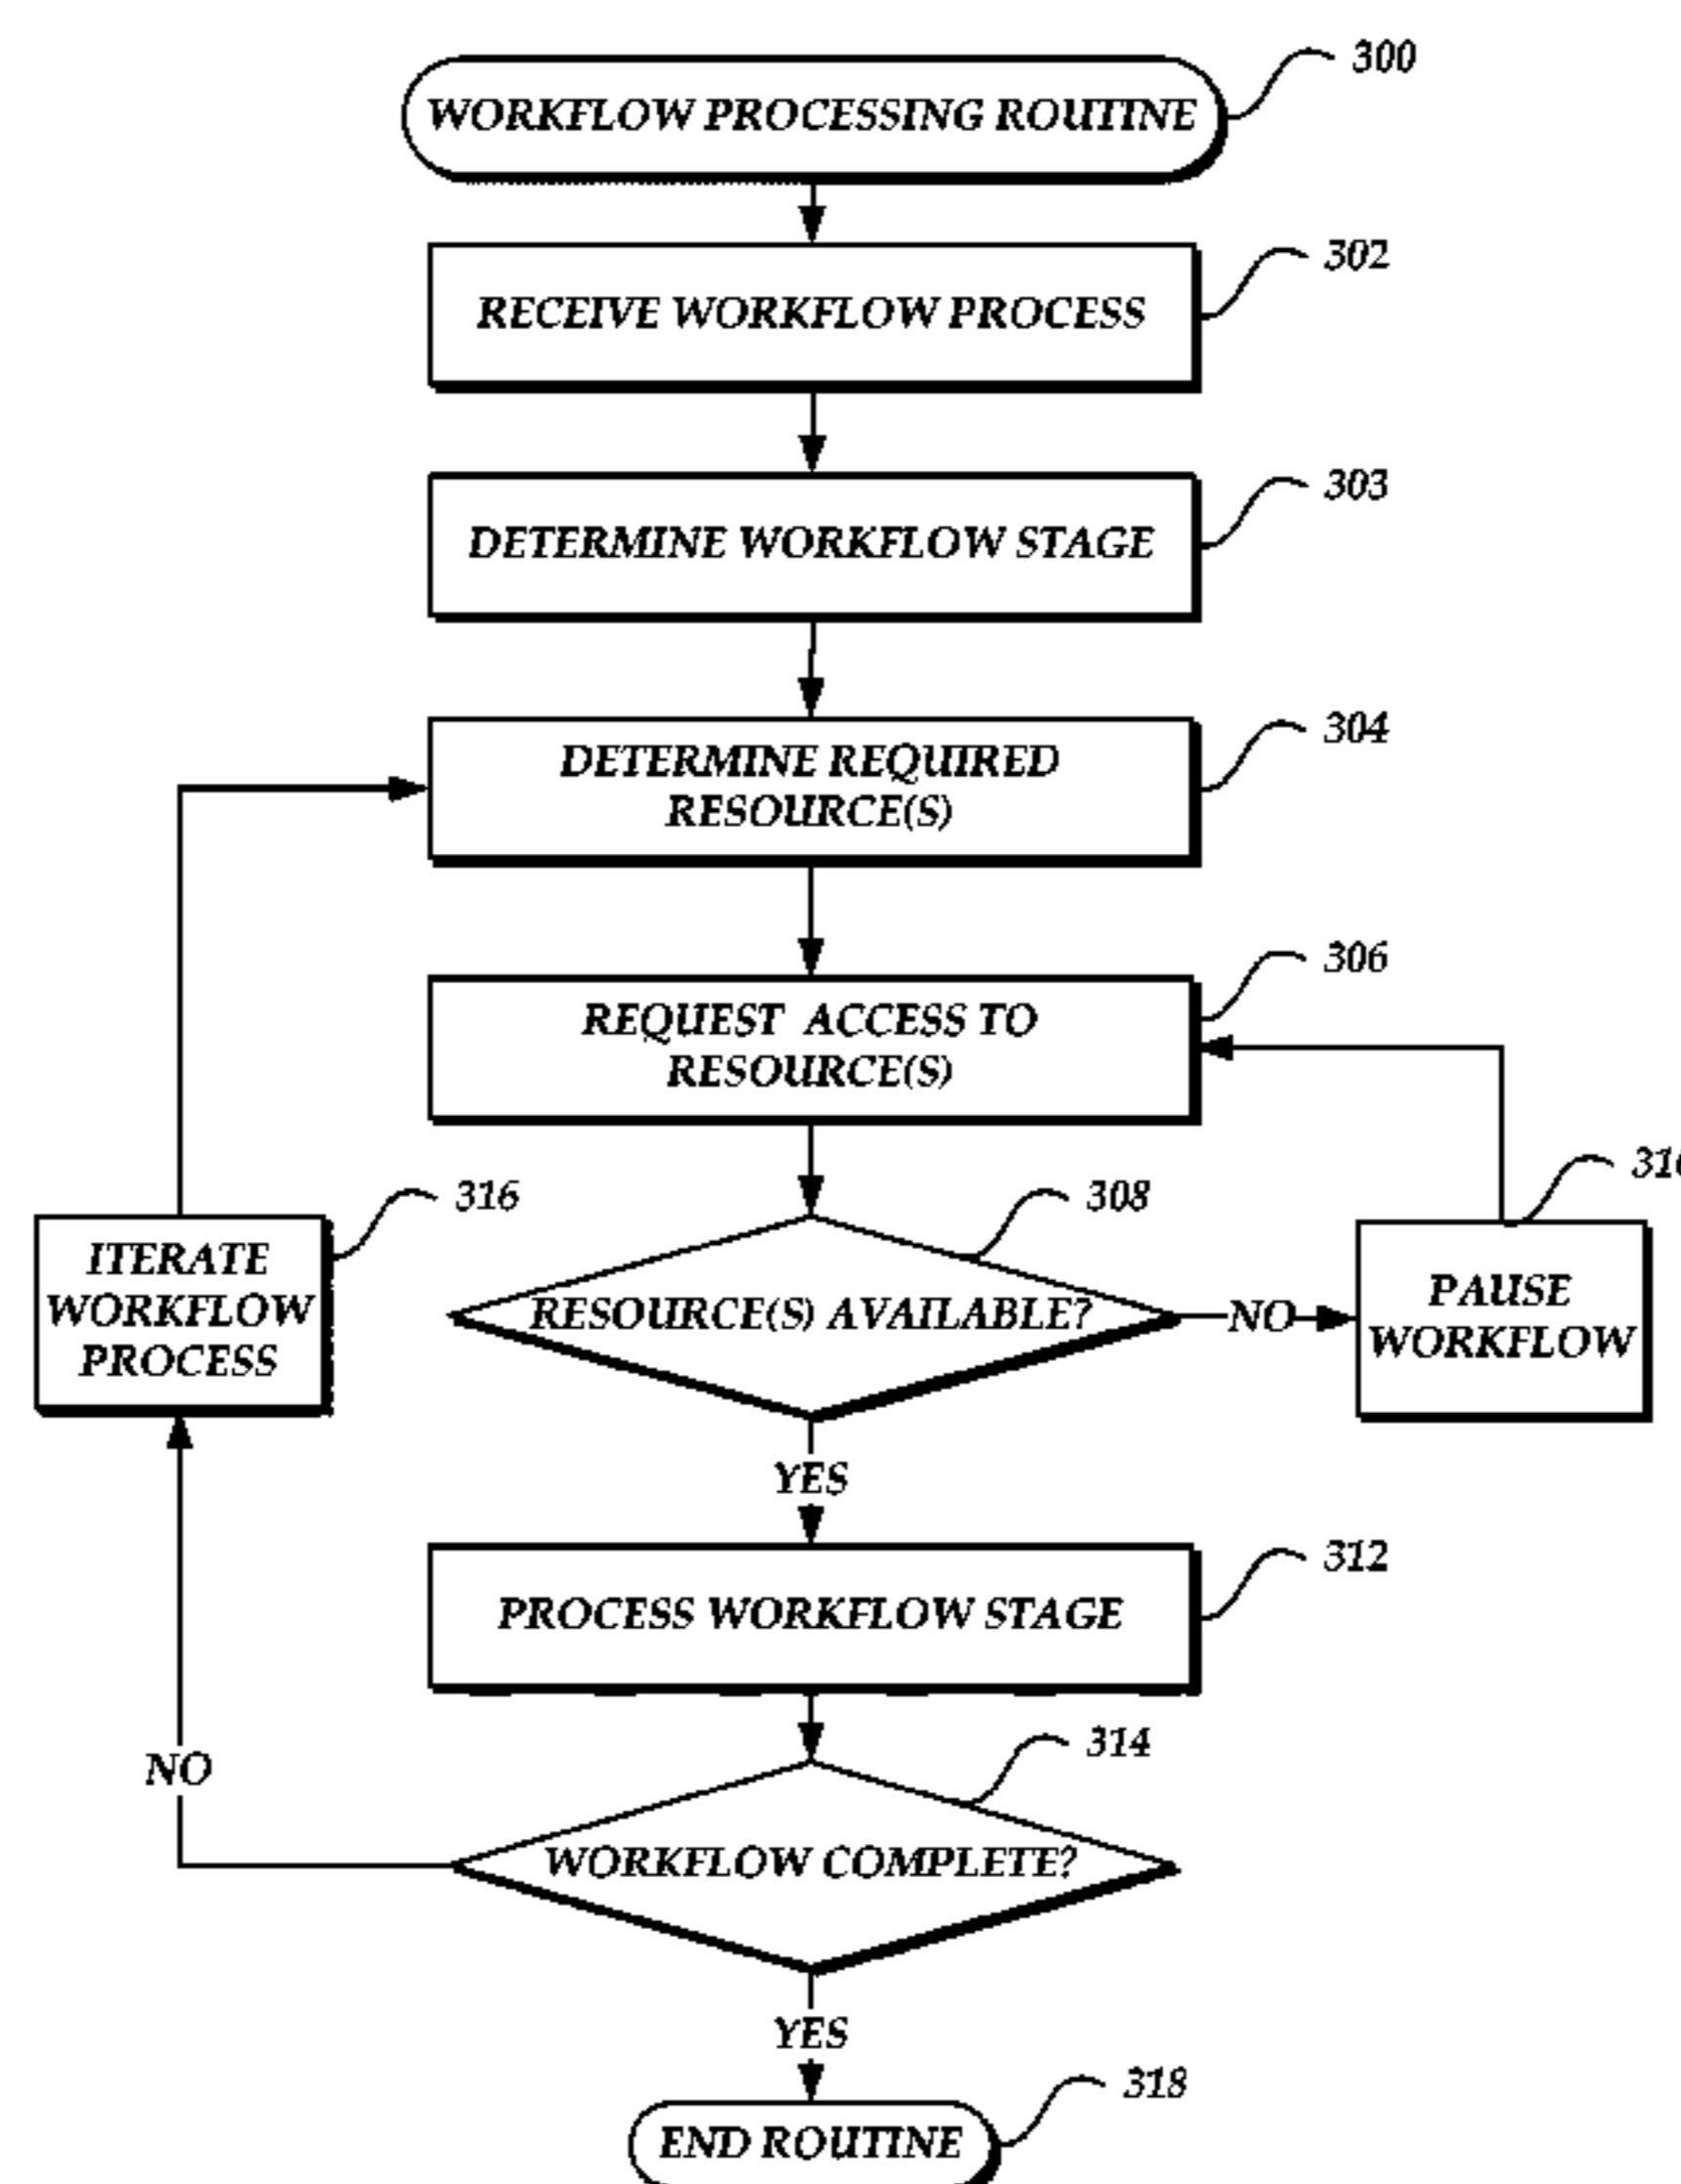 300
WORKFLOW PROCESSING ROUTINE
302
RECEIVE WORKFLOW PROCESS
303
DETERMINE WORKFLOW STAGE
304
DETERMINE REQUIRED
RESOURCE(S)
306
REQUEST ACCESS TO
RESOURCE(S)
316
ITERATE
WORKFLOW
PROCESS
308
RESOURCE(S) AVAILABLE?
NO
PAUSE
WORKFLOW
YES
312
PROCESS WORKFLOW STAGE
314
NO
WORKFLOW COMPLETE?
YES
318
END ROUTINE